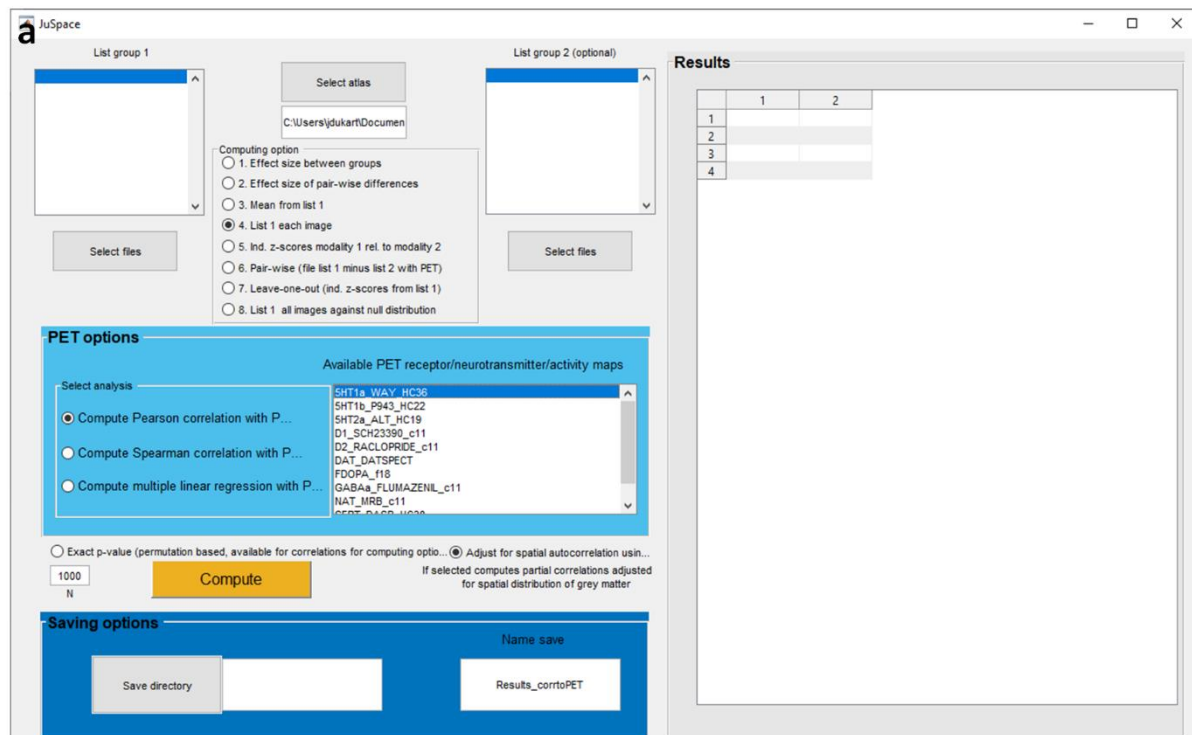 a
JuSpace
List group 1
Select atlas
C:\Users\jdukart\Documen
List group 2 (optional)
Select files
Computing option
1. Effect size between groups
2. Effect size of pair-wise differences
3. Mean from list 1
4. List 1 each image
5. Ind. z-scores modality 1 rel. to modality 2
6. Pair-wise (file list 1 minus list 2 with PET)
7. Leave-one-out (ind. z-scores from list 1)
8. List 1 all images against null distribution
Select files
Results
1 2
1
2
3
4
PET options
Available PET receptor/neurotransmitter/activity maps
Select analysis
Compute Pearson correlation with P...
Compute Spearman correlation with P...
Compute multiple linear regression with P...
5HT1a_WAY_HC36
5HT1b_P943_HC22
5HT2a_ALT_HC19
D1_SCH23390_c11
D2_RACLOPRIDE_c11
DAT_DATSPECT
FDOPA_f18
GABAa_FLUMAZENIL_c11
NAT_MRB_c11
Exact p-value (permutation based, available for correlations for computing optio...
Adjust for spatial autocorrelation usin...
1000
N
Compute
If selected computes partial correlations adjusted
for spatial distribution of grey matter
Saving options
Name save
Save directory
Results_corrtoPET